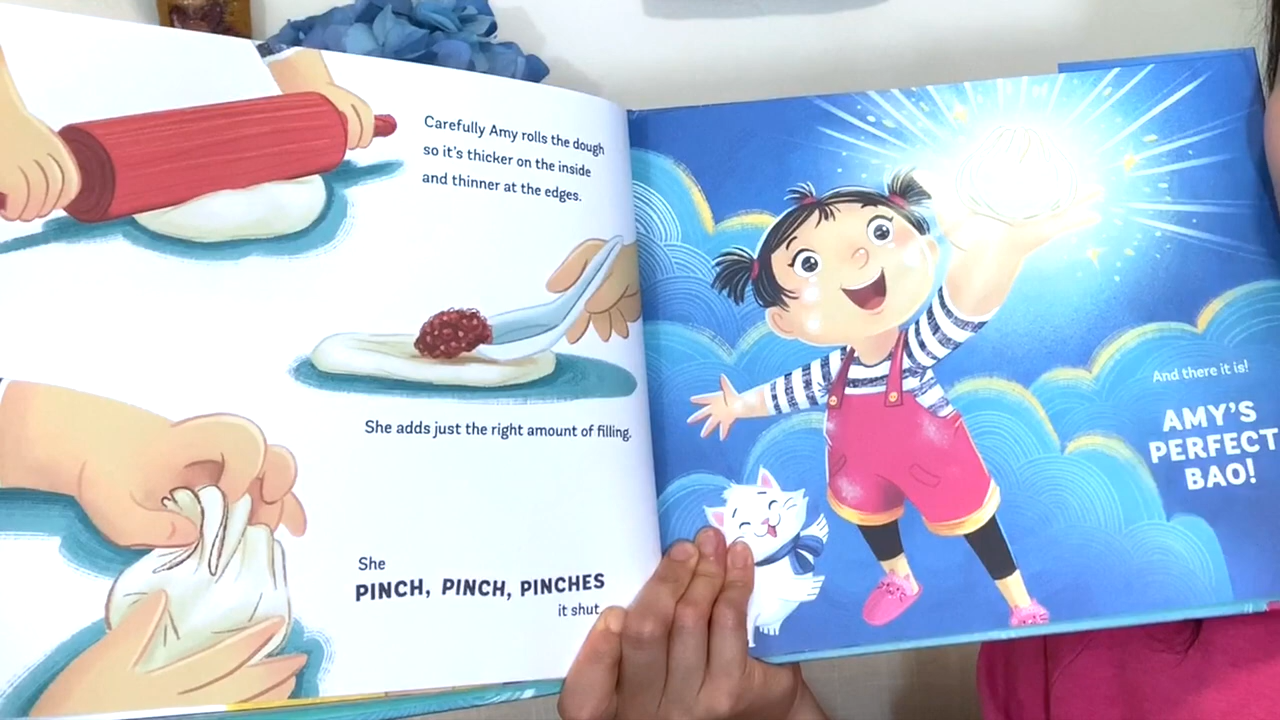 Carefully Amy rolls the dough
so it's thicker on the inside
and thinner at the edges.
She adds just the right amount of filling.
She
PINCH, PINCH, PINCHES
it shut.
And there it is!
AMY'S
PERFECT
BAO!